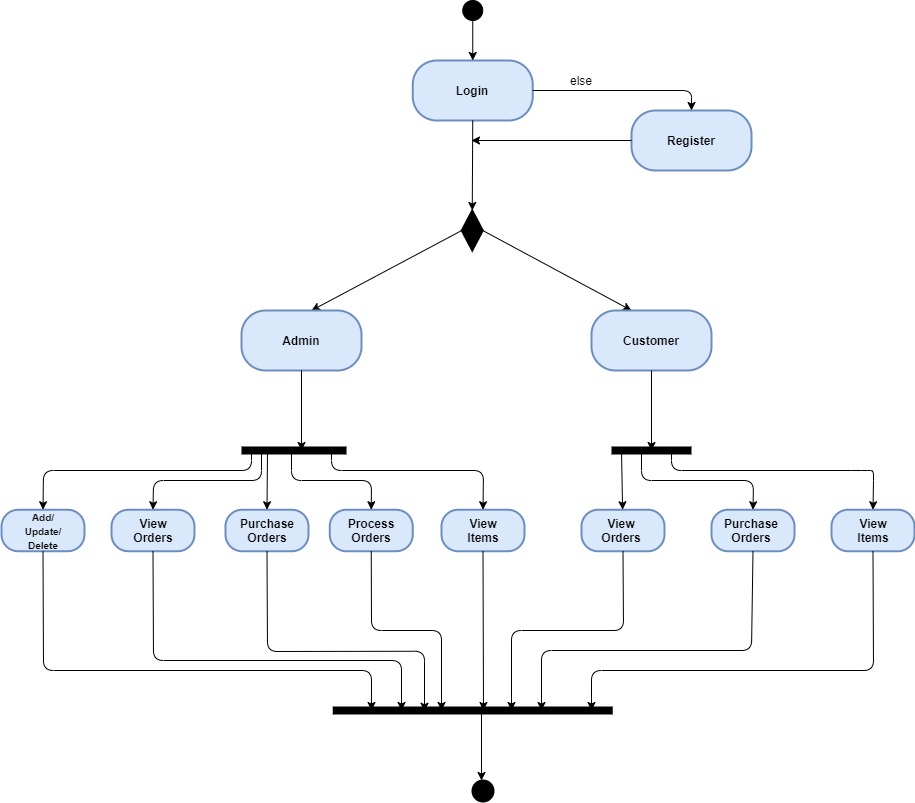 Login
else
Register
Admin
Customer
Add/
Update/
Delete
View
Orders
Purchase
Orders
Process
Orders
View
Items
View
Orders
Purchase
Orders
View
Items